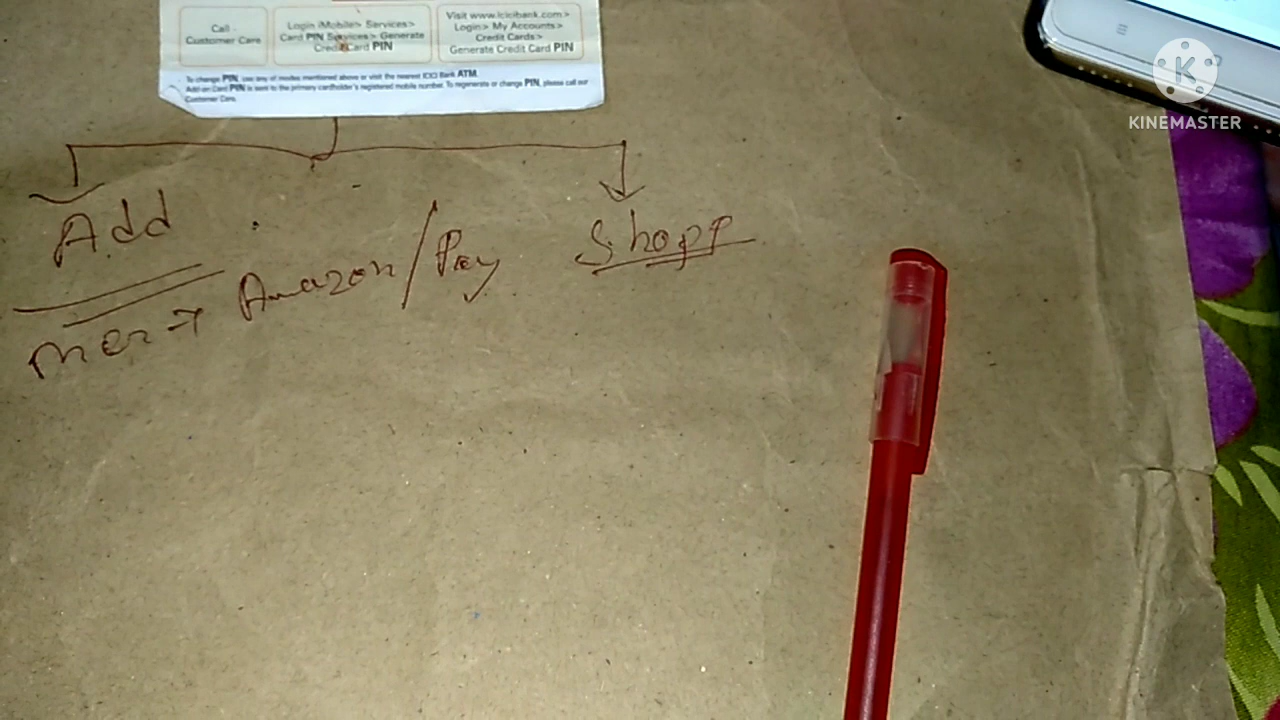 Call
Customer Care
Login iMobile> Services>
Card PIN Services> Generate
Credit Card PIN
Visit www.icicibank.com>
Login> My Accounts>
Credit Cards>
Generate Credit Card PIN
To change PIN, use any of modes mentioned above or visit the nearest ICICI Bank ATM.
Add-on Card PIN is sent to the primary cardholder's registered mobile number. To regenerate or change PIN, please call our
Customer Care.
KINEMASTER
Add
Shopp
Amazon/Pay